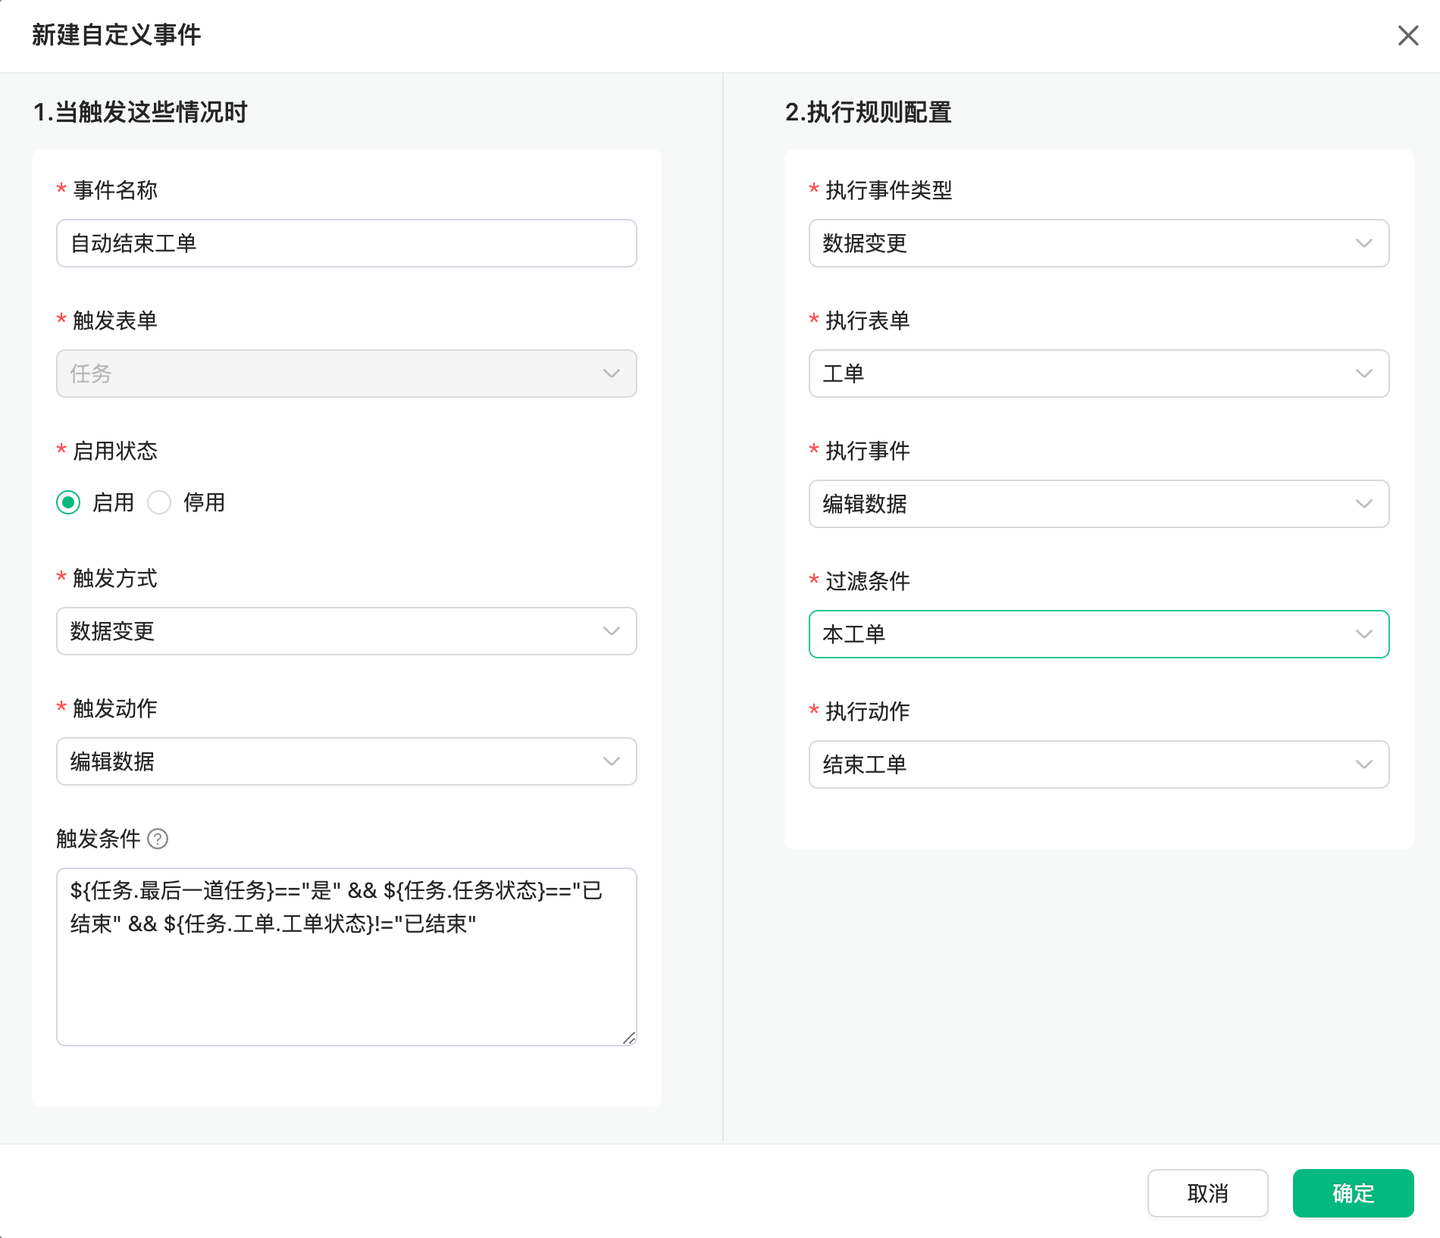 新建自定义事件
1.当触发这些情况时
* 事件名称
自动结束工单
* 触发表单
任务
* 启用状态
启用 停用
* 触发方式
数据变更
* 触发动作
编辑数据
触发条件 ?
${任务.最后一道任务}=="是" && ${任务.任务状态}=="已
结束" && ${任务.工单.工单状态}!="已结束"
2.执行规则配置
* 执行事件类型
数据变更
* 执行表单
工单
* 执行事件
编辑数据
* 过滤条件
本工单
* 执行动作
结束工单
取消 确定